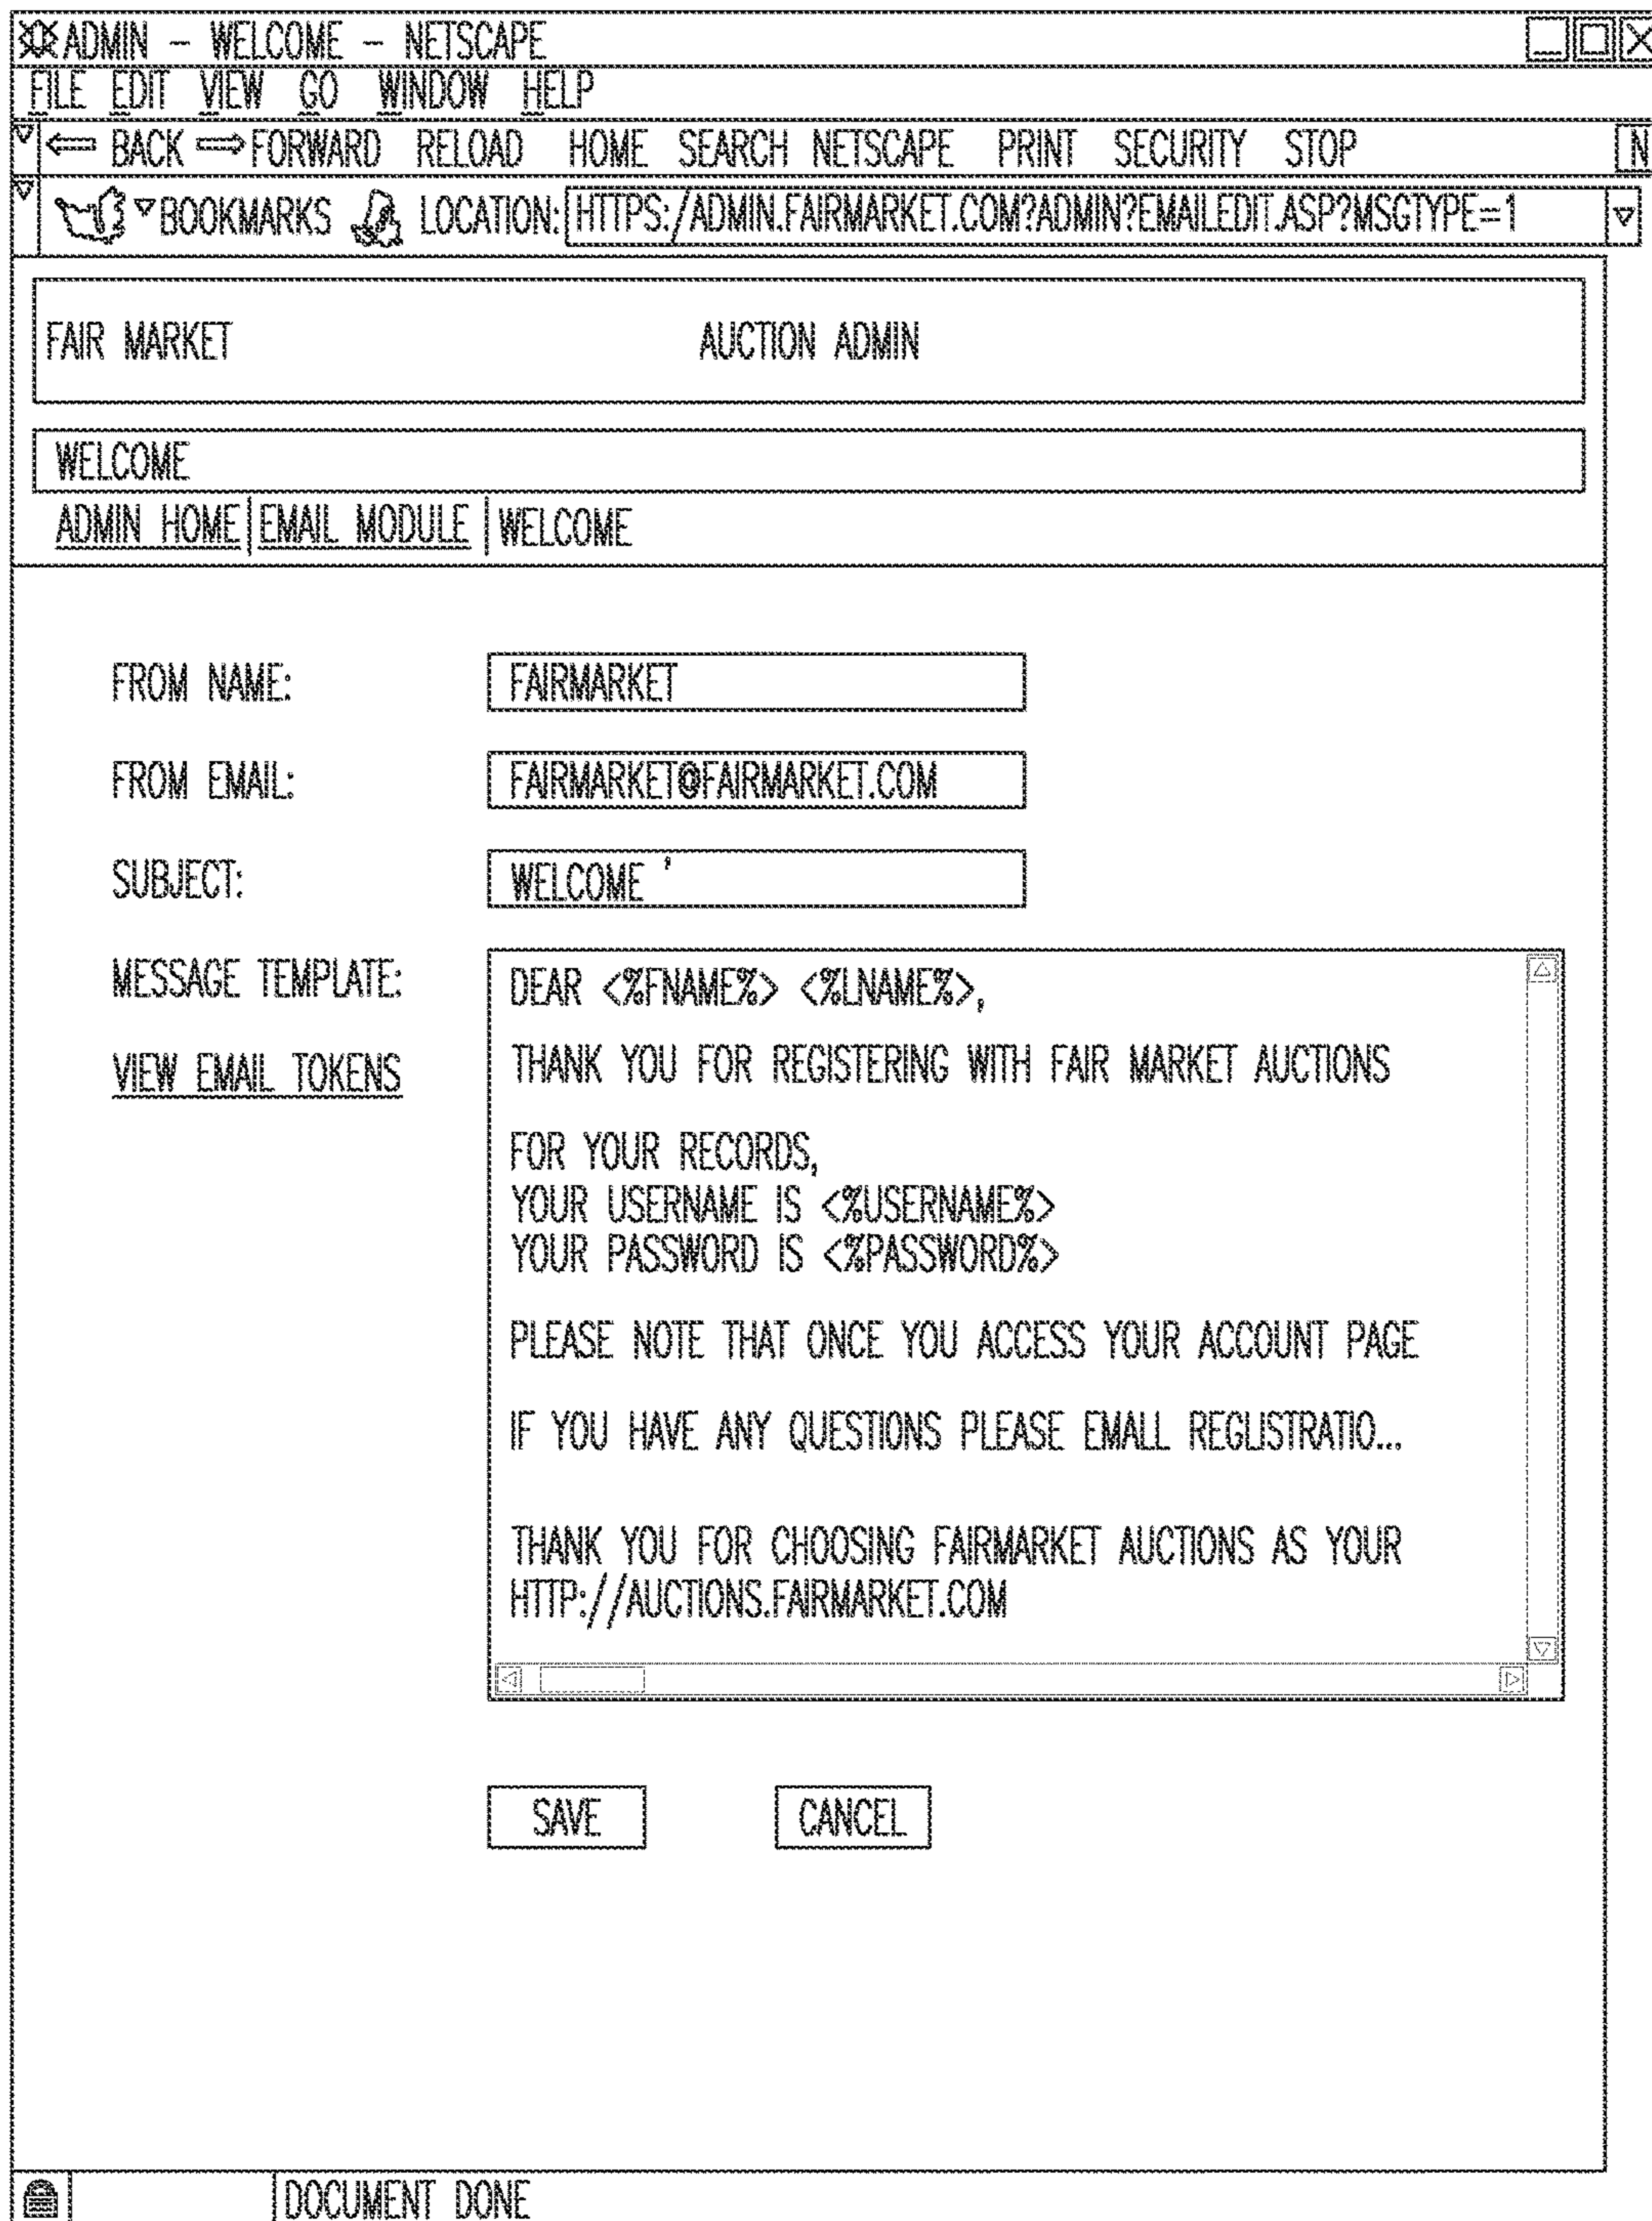 ADMIN – WELCOME – NETSCAPE
FILE EDIT VIEW GO WINDOW HELP
BACK FORWARD RELOAD HOME SEARCH NETSCAPE PRINT SECURITY STOP N
BOOKMARKS LOCATION: HTTPS:/ADMIN.FAIRMARKET.COM?ADMIN?EMAILEDIT.ASP?MSGTYPE=1
FAIR MARKET AUCTION ADMIN
WELCOME
ADMIN HOME | EMAIL MODULE | WELCOME
FROM NAME: FAIRMARKET
FROM EMAIL: FAIRMARKET@FAIRMARKET.COM
SUBJECT: WELCOME '
MESSAGE TEMPLATE:
VIEW EMAIL TOKENS
DEAR <%FNAME%> <%LNAME%>,
THANK YOU FOR REGISTERING WITH FAIR MARKET AUCTIONS
FOR YOUR RECORDS,
YOUR USERNAME IS <%USERNAME%>
YOUR PASSWORD IS <%PASSWORD%>
PLEASE NOTE THAT ONCE YOU ACCESS YOUR ACCOUNT PAGE
IF YOU HAVE ANY QUESTIONS PLEASE EMALL REGLISTRATIO...
THANK YOU FOR CHOOSING FAIRMARKET AUCTIONS AS YOUR
HTTP://AUCTIONS.FAIRMARKET.COM
SAVE CANCEL
DOCUMENT DONE